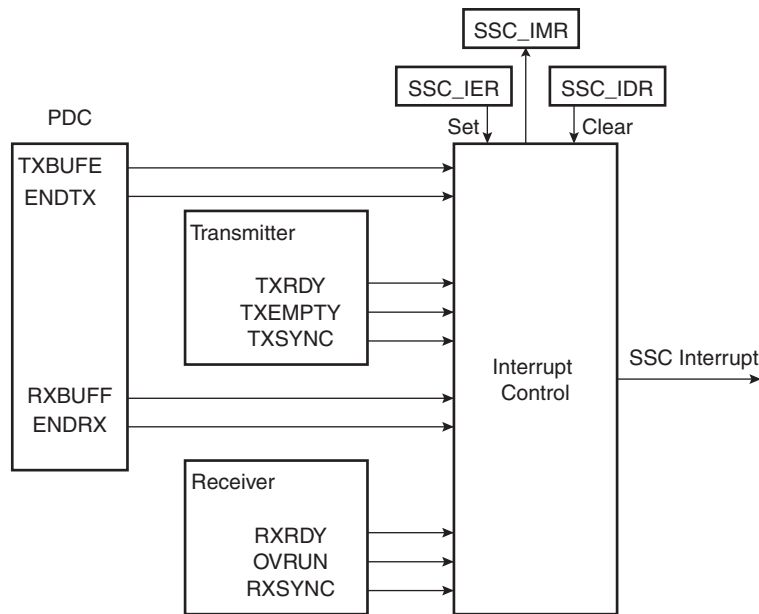 SSC_IMR
SSC_IER
SSC_IDR
PDC
Set
Clear
TXBUFE
ENDTX
Transmitter
TXRDY
TXEMPTY
TXSYNC
RXBUFF
ENDRX
Interrupt
Control
SSC Interrupt
Receiver
RXRDY
OVRUN
RXSYNC